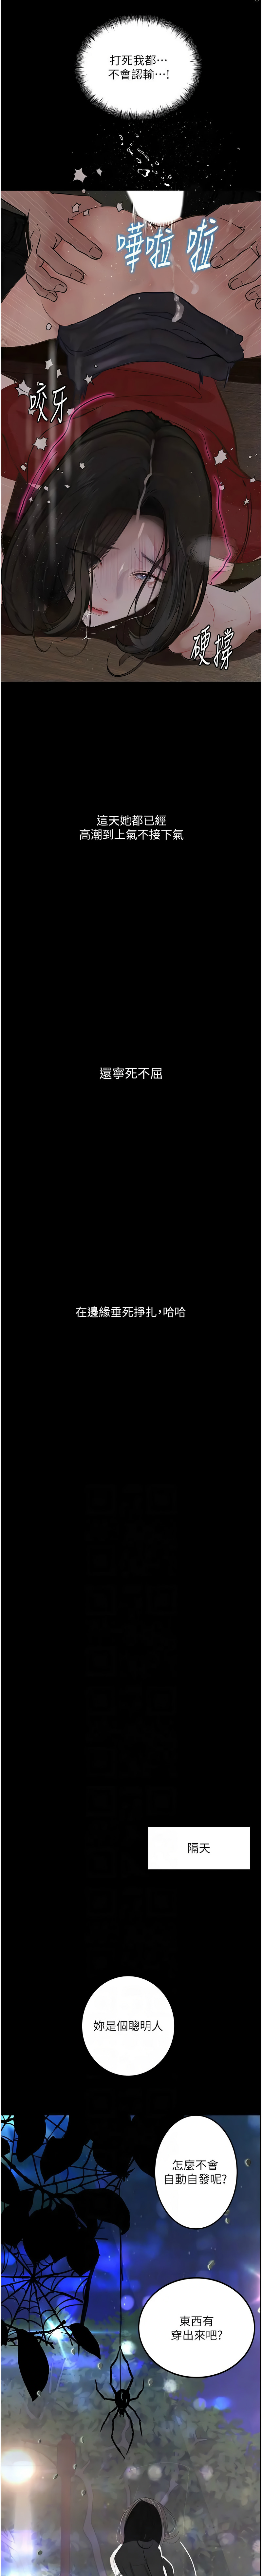 打死我都…
不會認輸…!
嘩啦 啦
咬牙
硬撐
這天她都已經
高潮到上氣不接下氣
還寧死不屈
在邊緣垂死掙扎,哈哈
隔天
妳是個聰明人
怎麼不會
自動自發呢?
東西有
穿出來吧?